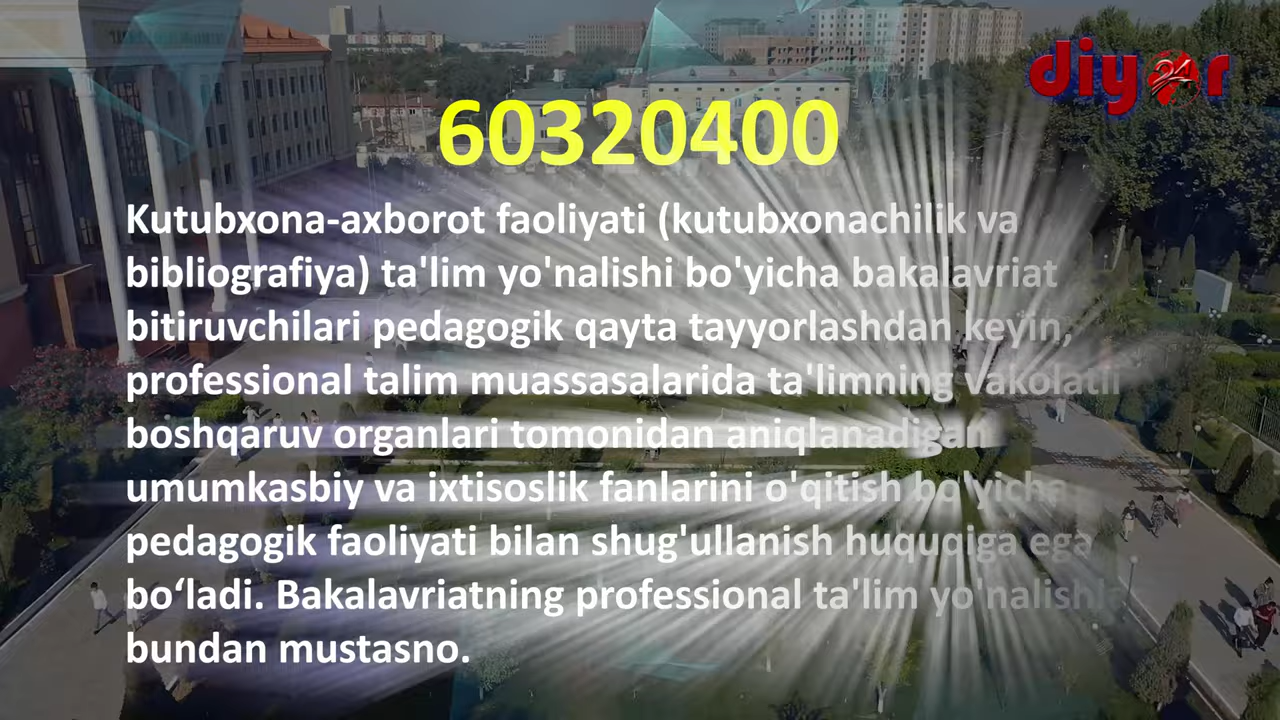 diyor 24
60320400
Kutubxona-axborot faoliyati (kutubxonachilik va
bibliografiya) ta'lim yo'nalishi bo'yicha bakalavriat
bitiruvchilari pedagogik qayta tayyorlashdan keyin,
professional talim muassasalarida ta'limning vakolatli
boshqaruv organlari tomonidan aniqlanadigan
umumkasbiy va ixtisoslik fanlarini o'qitish bo'yicha
pedagogik faoliyati bilan shug'ullanish huquqiga ega
bo‘ladi. Bakalavriatning professional ta'lim
bundan mustasno.